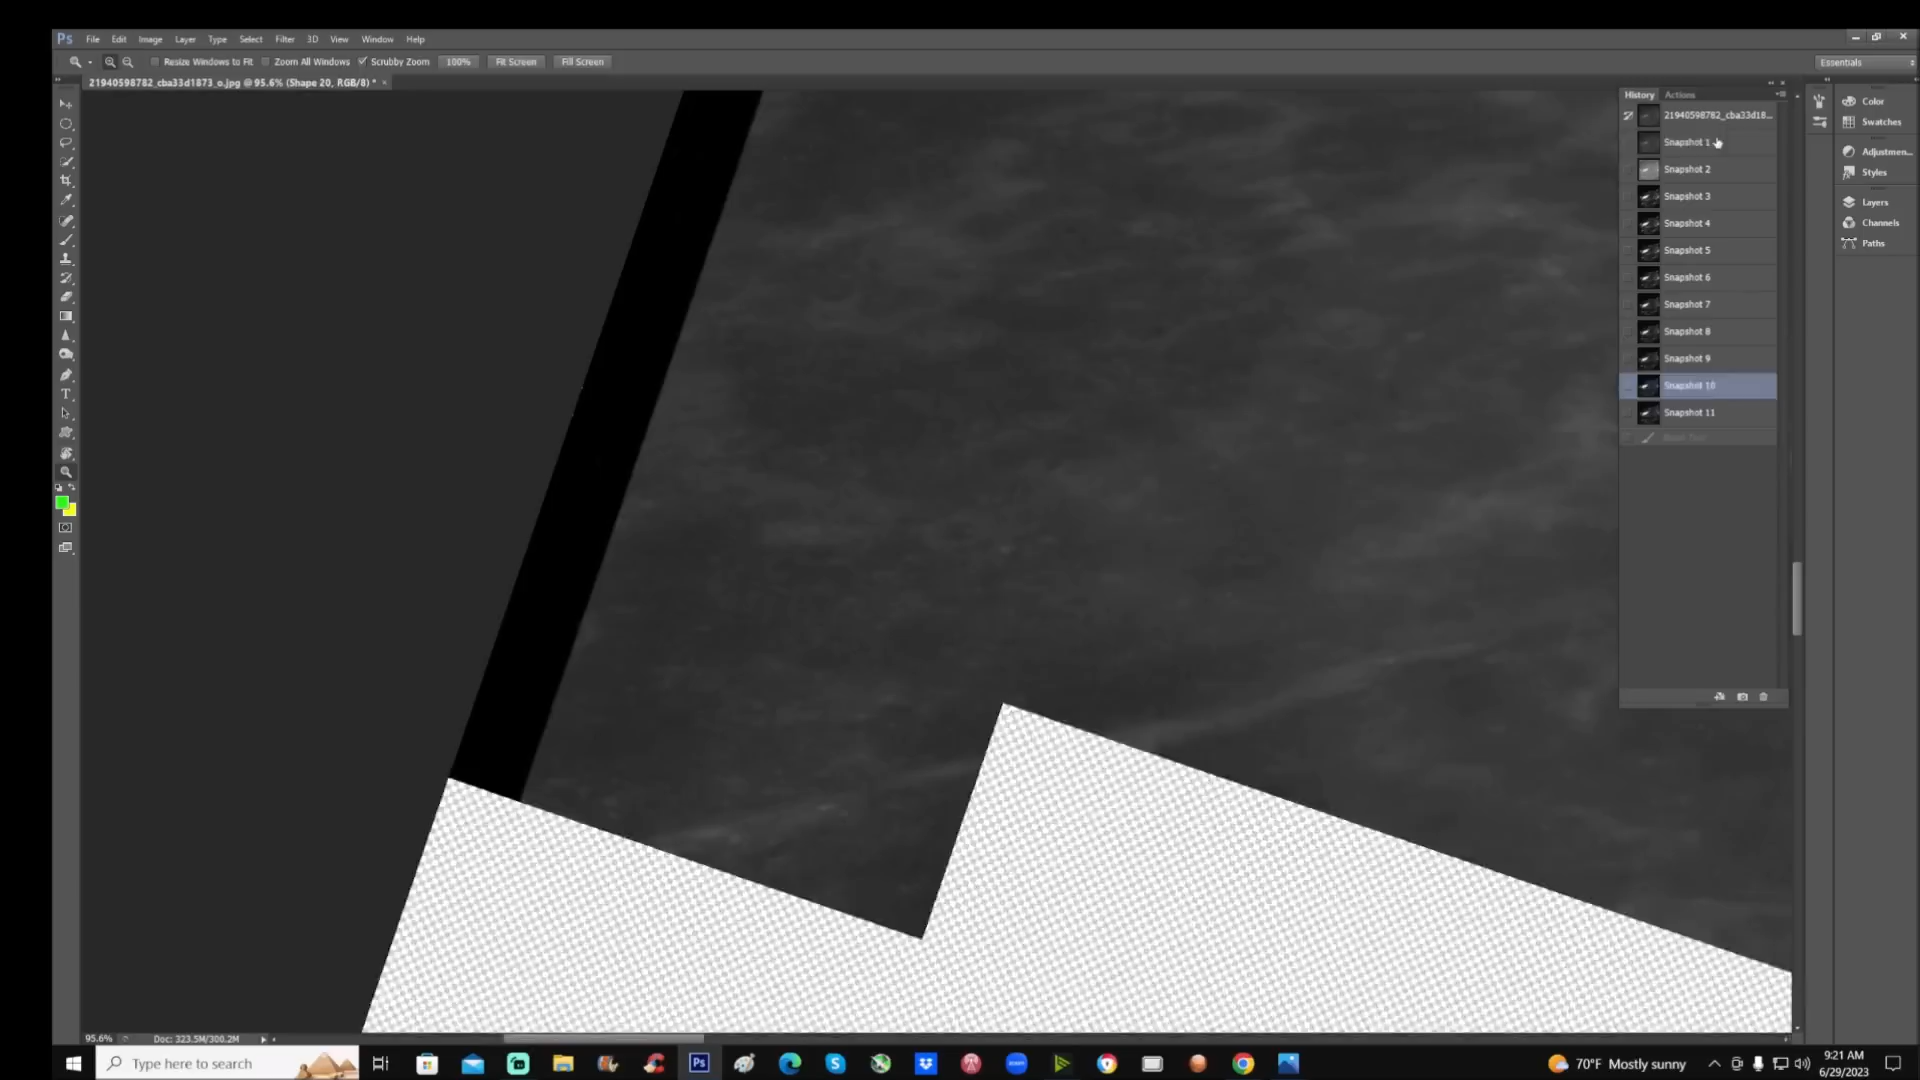 Ps File Edit Image Layer Type Select Filter 3D View Window Help
Resize Windows to Fit Zoom All Windows Scrubby Zoom 100% Fit Screen Fill Screen Essentials
21940598782_cba33d1873_o.jpg @ 95.6% (Shape 20, RGB/8) * ×
History Actions
21940598782_cba33d18...
Snapshot 1
Snapshot 2
Snapshot 3
Snapshot 4
Snapshot 5
Snapshot 6
Snapshot 7
Snapshot 8
Snapshot 9
Snapshot 10
Snapshot 11
Color
Swatches
Adjustmen...
Styles
Layers
Channels
Paths
95.6% Doc: 323.5M/300.2M
Type here to search
Ps
70°F Mostly sunny
9:21 AM
6/29/2023